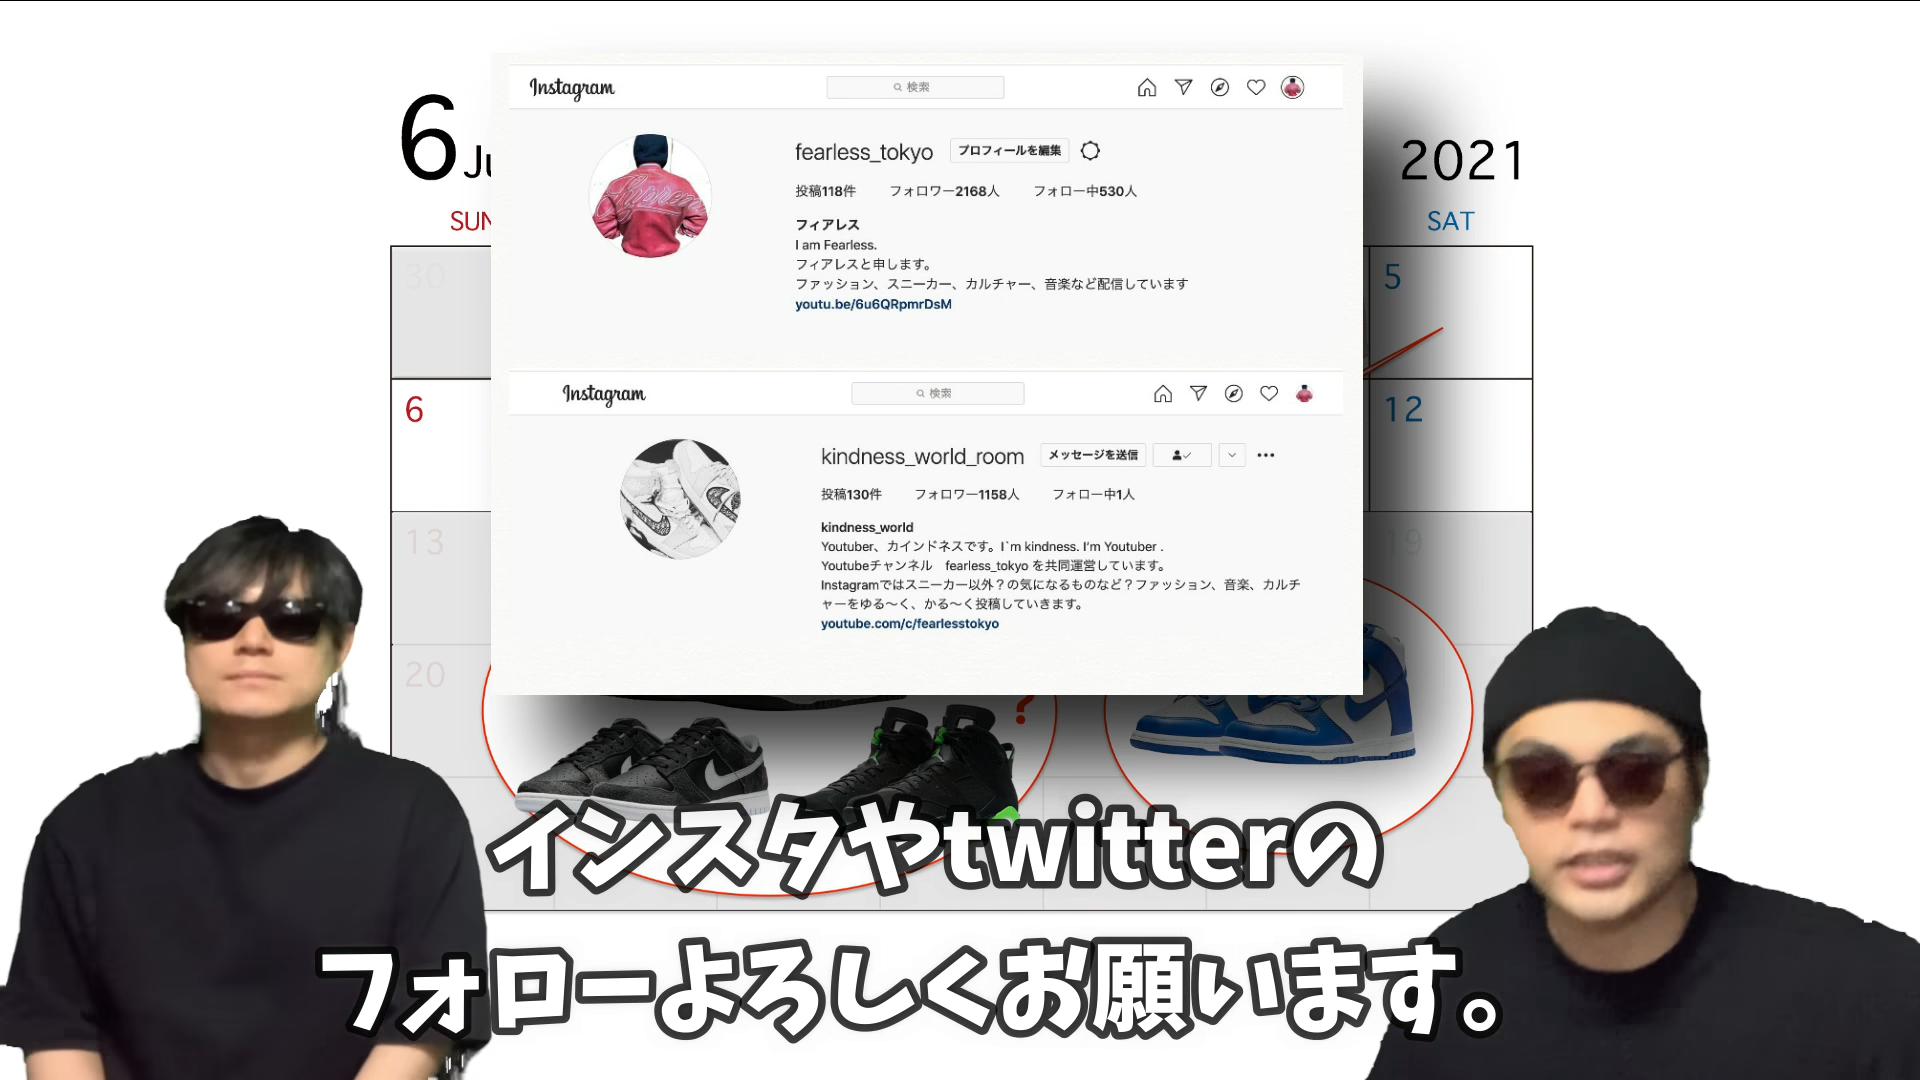 6 Ju
2021
SUN
SAT
30
5
6
12
13
19
20
Instagram
検索
fearless_tokyo プロフィールを編集
投稿118件 フォロワー2168人 フォロー中530人
フィアレス
I am Fearless.
フィアレスと申します。
ファッション、スニーカー、カルチャー、音楽など配信しています
youtu.be/6u6QRpmrDsM
Instagram
検索
kindness_world_room メッセージを送信
投稿130件 フォロワー1158人 フォロー中1人
kindness_world
Youtuber、カインドネスです。I`m kindness. I'm Youtuber .
Youtubeチャンネル　fearless_tokyo を共同運営しています。
Instagramではスニーカー以外？の気になるものなど？ファッション、音楽、カルチ
ャーをゆる〜く、かる〜く投稿していきます。
youtube.com/c/fearlesstokyo
?
インスタやtwitterの
フォローよろしくお願います。